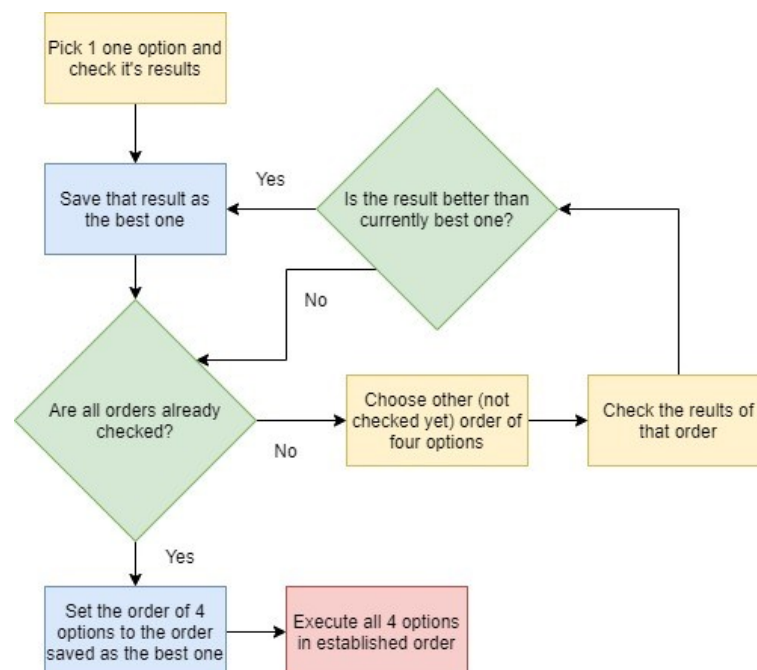 Pick 1 one option and
check it's results
Save that result as
the best one
Yes
Is the result better than
currently best one?
No
Are all orders already
checked?
No
Choose other (not
checked yet) order of
four options
Check the reults of
that order
Yes
Set the order of 4
options to the order
saved as the best one
Execute all 4 options
in established order